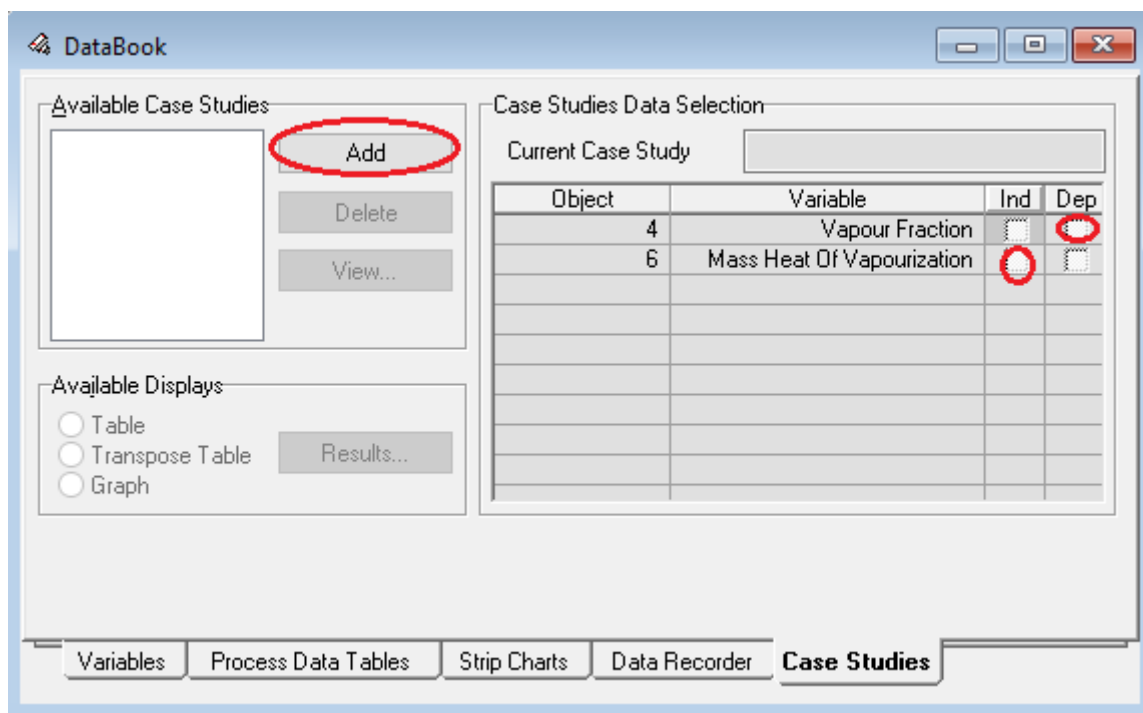 DataBook
Available Case Studies
Add
Delete
View...
Available Displays
Table
Transpose Table
Graph
Results...
Case Studies Data Selection
Current Case Study
Object Variable Ind Dep
4 Vapour Fraction
6 Mass Heat Of Vapourization
Variables Process Data Tables Strip Charts Data Recorder Case Studies